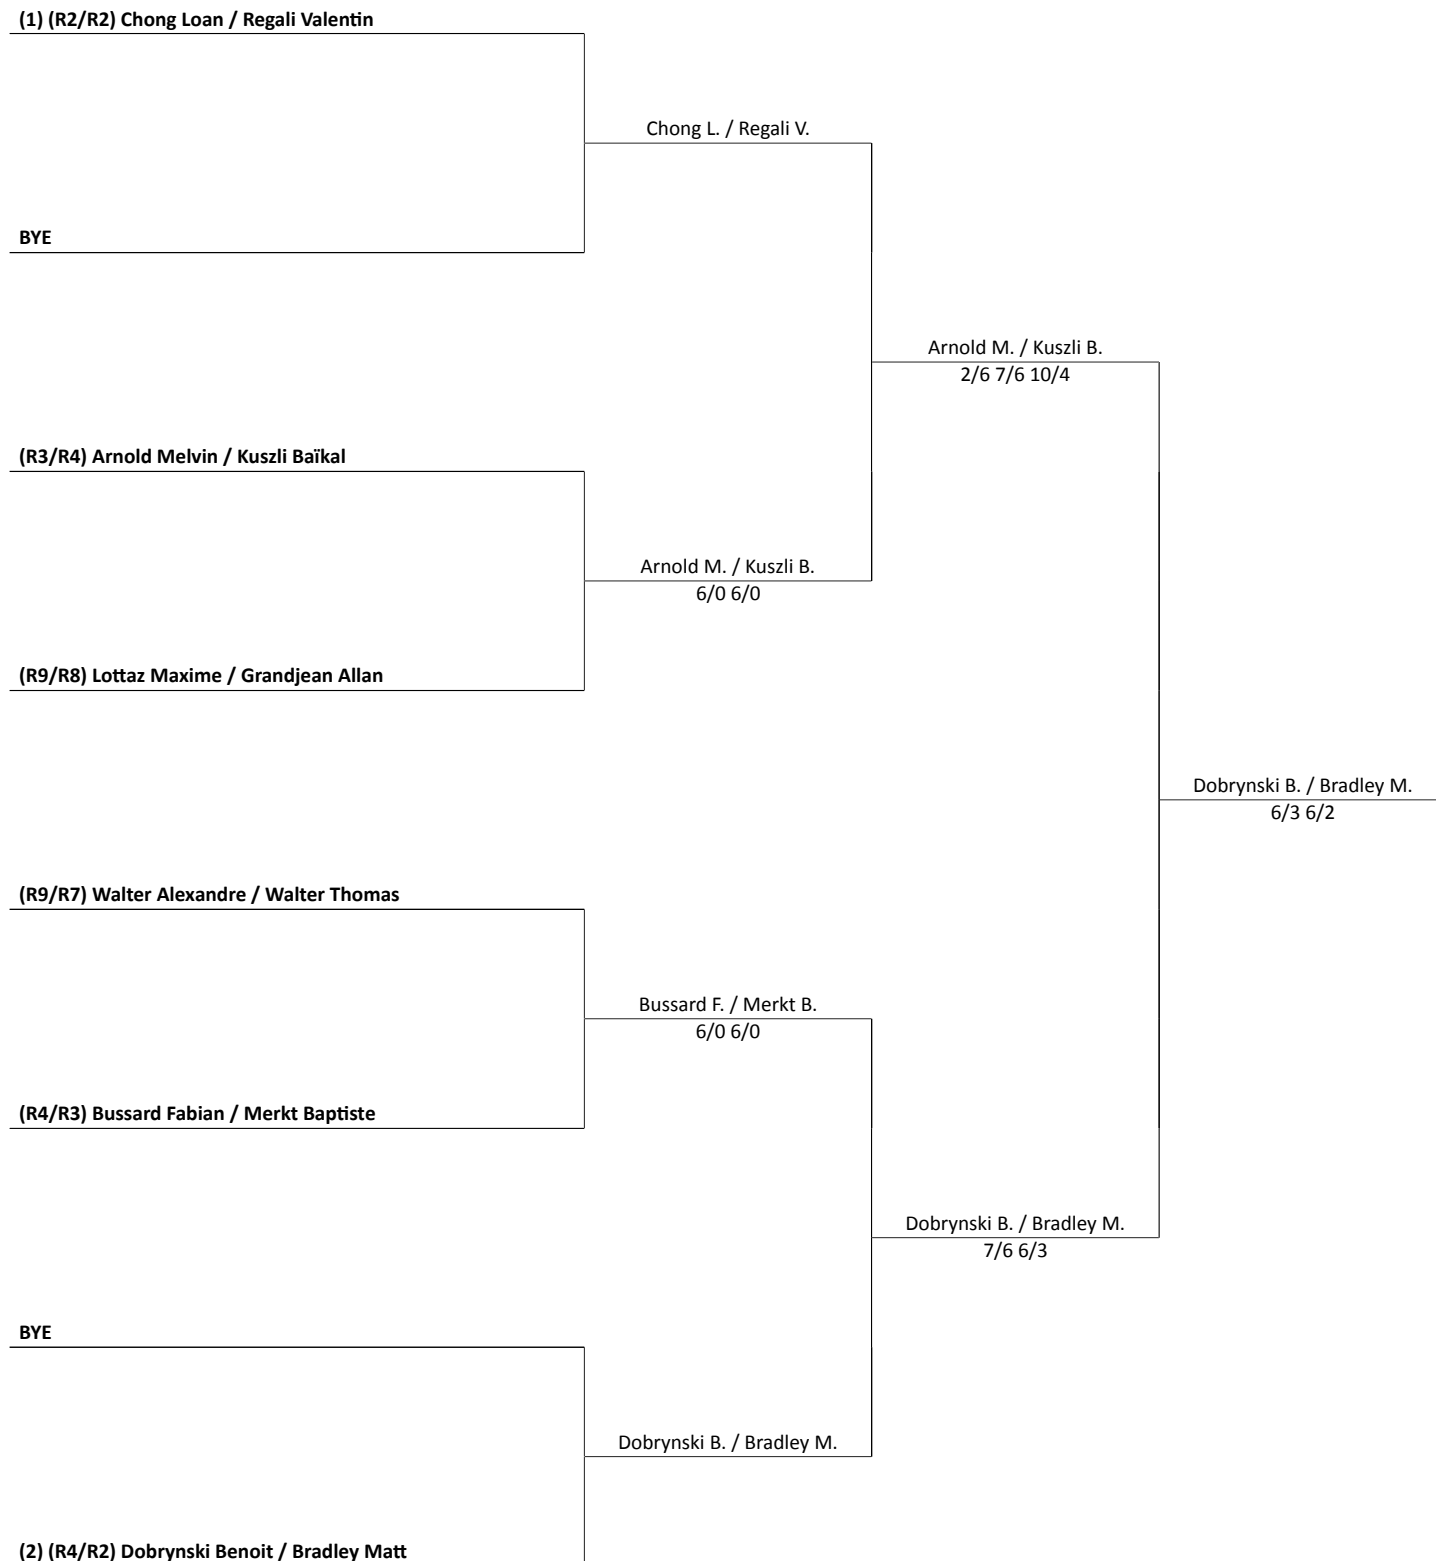 (1) (R2/R2) Chong Loan / Regali Valentin
Chong L. / Regali V.
BYE
Arnold M. / Kuszli B.
2/6 7/6 10/4
(R3/R4) Arnold Melvin / Kuszli Baïkal
Arnold M. / Kuszli B.
6/0 6/0
(R9/R8) Lottaz Maxime / Grandjean Allan
Dobrynski B. / Bradley M.
6/3 6/2
(R9/R7) Walter Alexandre / Walter Thomas
Bussard F. / Merkt B.
6/0 6/0
(R4/R3) Bussard Fabian / Merkt Baptiste
Dobrynski B. / Bradley M.
7/6 6/3
BYE
Dobrynski B. / Bradley M.
(2) (R4/R2) Dobrynski Benoit / Bradley Matt